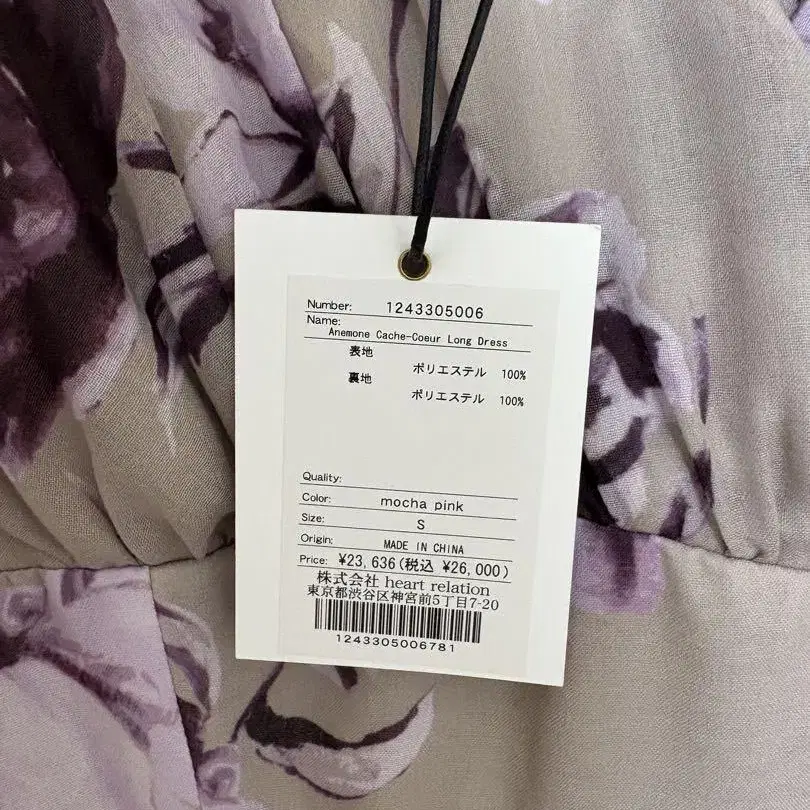 Number: 1243305006
Name:
Anemone Cache-Coeur Long Dress
表地
ポリエステル 100%
裏地
ポリエステル 100%
Quality:
Color: mocha pink
Size: S
Origin: MADE IN CHINA
Price: ¥23,636(税込 ¥26,000)
株式会社 heart relation
東京都渋谷区神宮前5丁目7-20
1243305006781